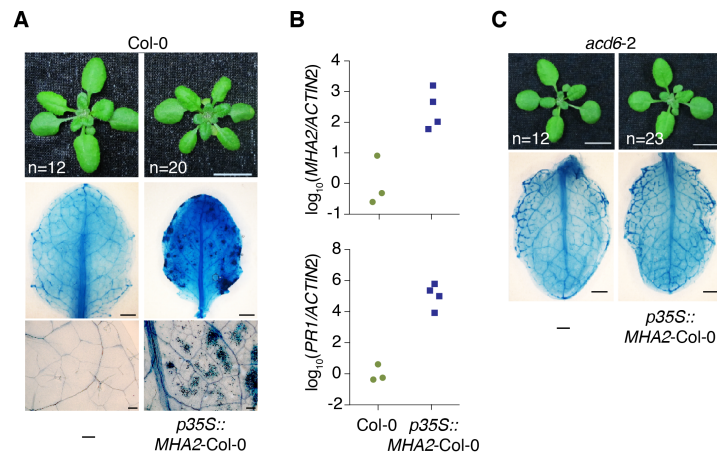 A
Col-0
n=12
n=20
—
p35S::
MHA2-Col-0
B
log10(MHA2/ACTIN2)
4
3
2
1
0
-1
log10(PR1/ACTIN2)
8
6
4
2
0
-2
Col-0
p35S::
MHA2-Col-0
C
acd6-2
n=12
n=23
—
p35S::
MHA2-Col-0